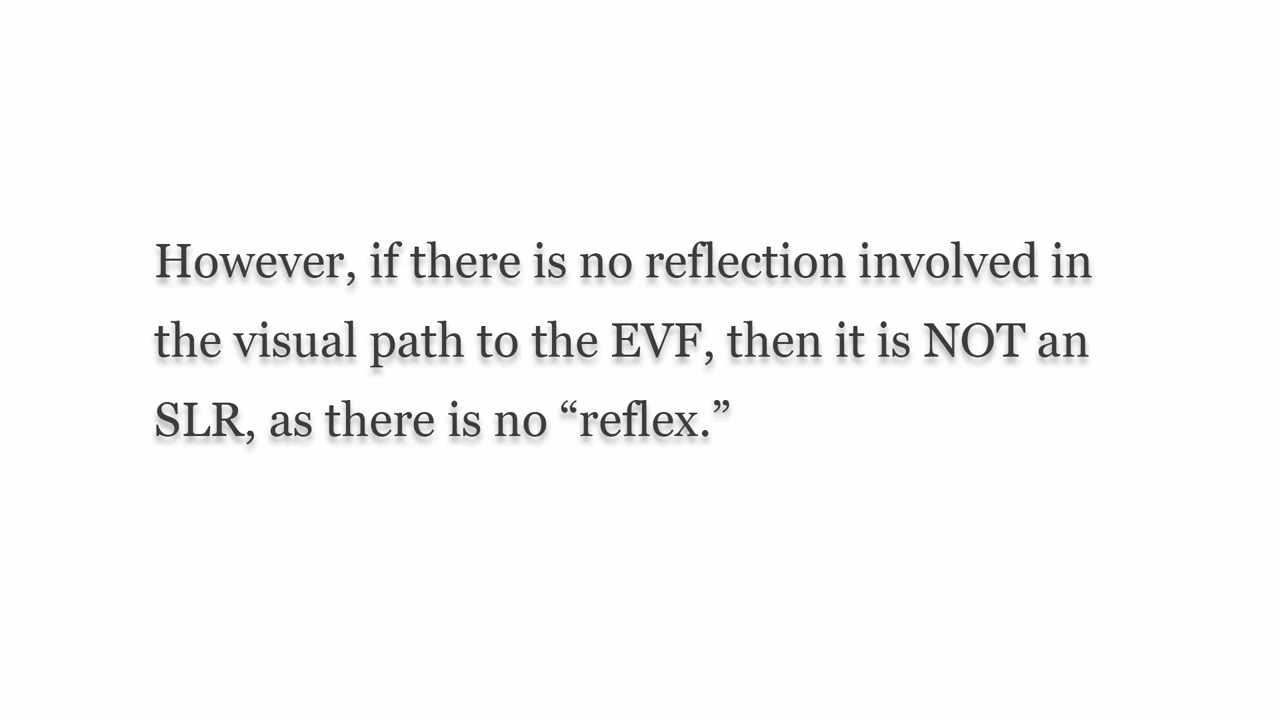 However, if there is no reflection involved in
the visual path to the EVF, then it is NOT an
SLR, as there is no “reflex.”